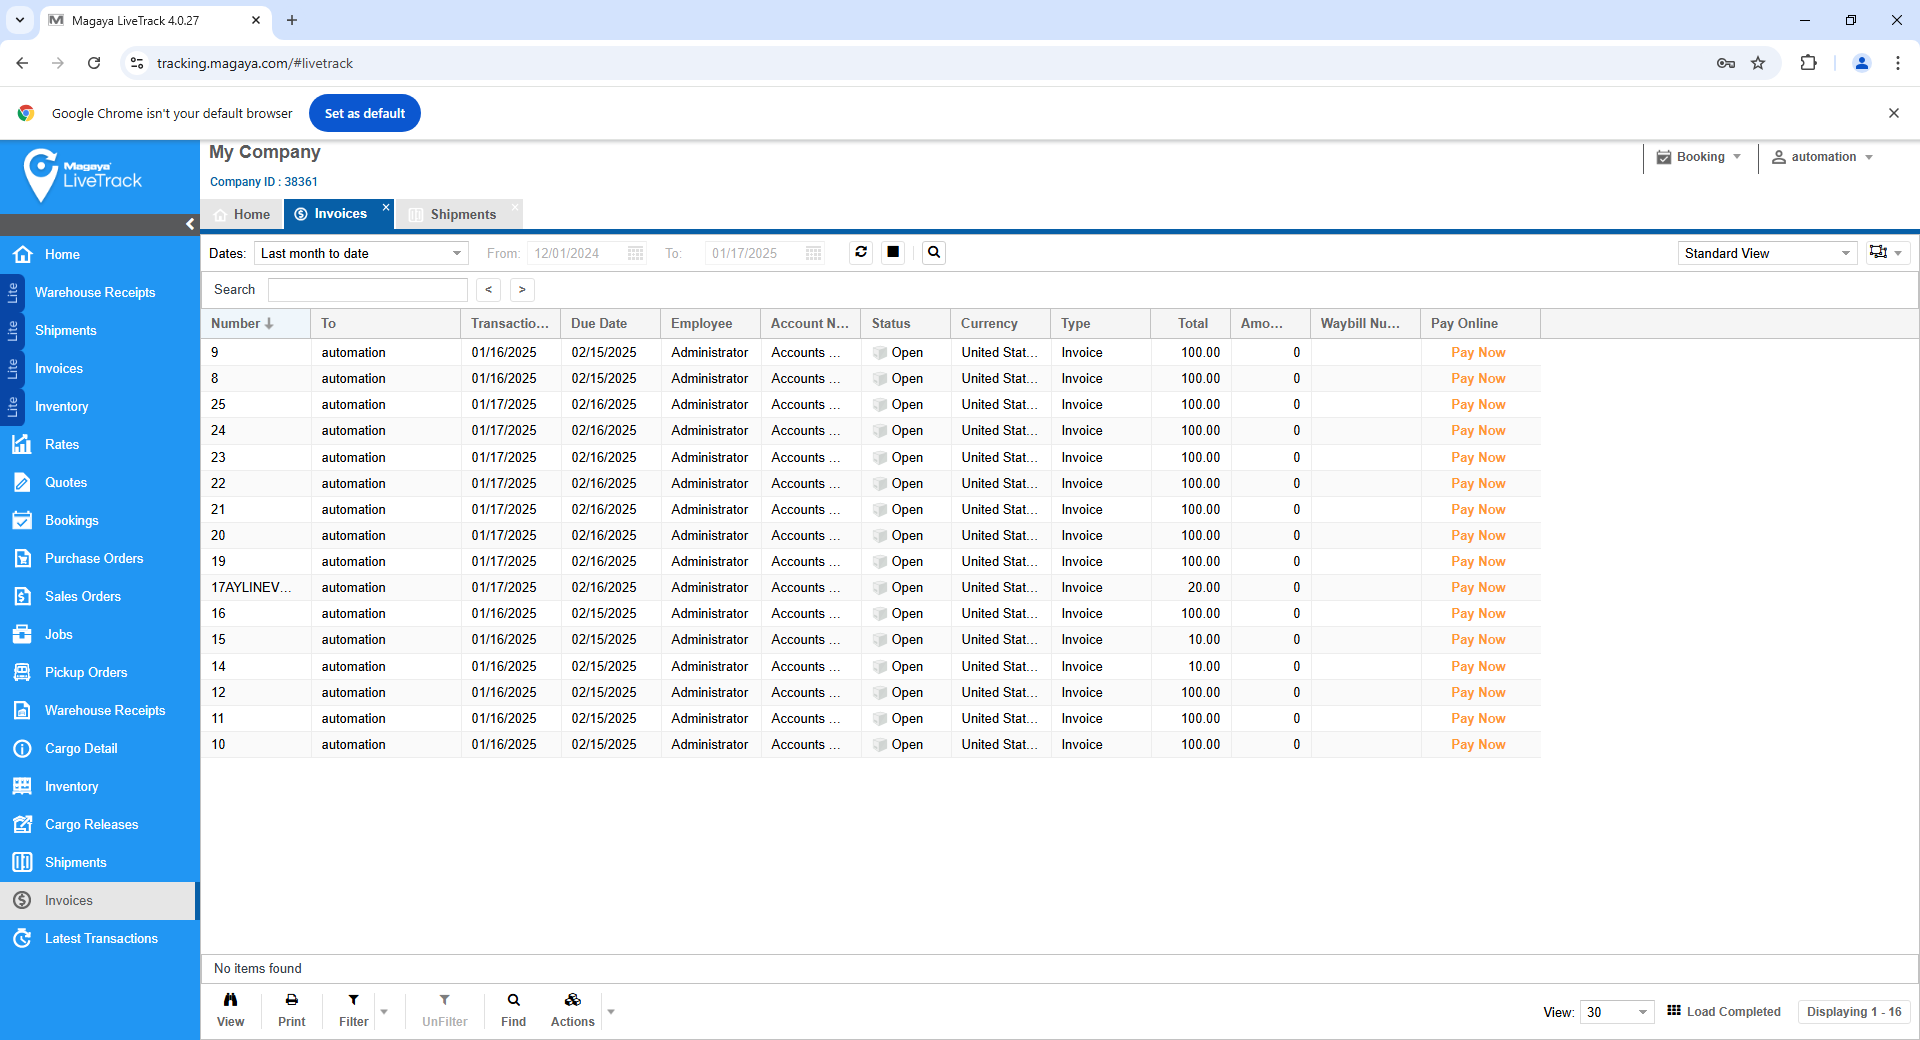 Magaya LiveTrack 4.0.27
tracking.magaya.com/#livetrack
Google Chrome isn't your default browser
Set as default
Magaya LiveTrack
My Company
Booking
automation
Company ID : 38361
Home
Invoices
Shipments
Dates: Last month to date From: 12/01/2024 To: 01/17/2025 Standard View
Search < >
Home
Lite Warehouse Receipts
Lite Shipments
Lite Invoices
Lite Inventory
Rates
Quotes
Bookings
Purchase Orders
Sales Orders
Jobs
Pickup Orders
Warehouse Receipts
Cargo Detail
Inventory
Cargo Releases
Shipments
Invoices
Latest Transactions
Number To Transactio... Due Date Employee Account N... Status Currency Type Total Amo... Waybill Nu... Pay Online
9 automation 01/16/2025 02/15/2025 Administrator Accounts ... Open United Stat... Invoice 100.00 0 Pay Now
8 automation 01/16/2025 02/15/2025 Administrator Accounts ... Open United Stat... Invoice 100.00 0 Pay Now
25 automation 01/17/2025 02/16/2025 Administrator Accounts ... Open United Stat... Invoice 100.00 0 Pay Now
24 automation 01/17/2025 02/16/2025 Administrator Accounts ... Open United Stat... Invoice 100.00 0 Pay Now
23 automation 01/17/2025 02/16/2025 Administrator Accounts ... Open United Stat... Invoice 100.00 0 Pay Now
22 automation 01/17/2025 02/16/2025 Administrator Accounts ... Open United Stat... Invoice 100.00 0 Pay Now
21 automation 01/17/2025 02/16/2025 Administrator Accounts ... Open United Stat... Invoice 100.00 0 Pay Now
20 automation 01/17/2025 02/16/2025 Administrator Accounts ... Open United Stat... Invoice 100.00 0 Pay Now
19 automation 01/17/2025 02/16/2025 Administrator Accounts ... Open United Stat... Invoice 100.00 0 Pay Now
17AYLINEV... automation 01/17/2025 02/16/2025 Administrator Accounts ... Open United Stat... Invoice 20.00 0 Pay Now
16 automation 01/16/2025 02/15/2025 Administrator Accounts ... Open United Stat... Invoice 100.00 0 Pay Now
15 automation 01/16/2025 02/15/2025 Administrator Accounts ... Open United Stat... Invoice 10.00 0 Pay Now
14 automation 01/16/2025 02/15/2025 Administrator Accounts ... Open United Stat... Invoice 10.00 0 Pay Now
12 automation 01/16/2025 02/15/2025 Administrator Accounts ... Open United Stat... Invoice 100.00 0 Pay Now
11 automation 01/16/2025 02/15/2025 Administrator Accounts ... Open United Stat... Invoice 100.00 0 Pay Now
10 automation 01/16/2025 02/15/2025 Administrator Accounts ... Open United Stat... Invoice 100.00 0 Pay Now
No items found
View Print Filter UnFilter Find Actions
View: 30 Load Completed Displaying 1 - 16